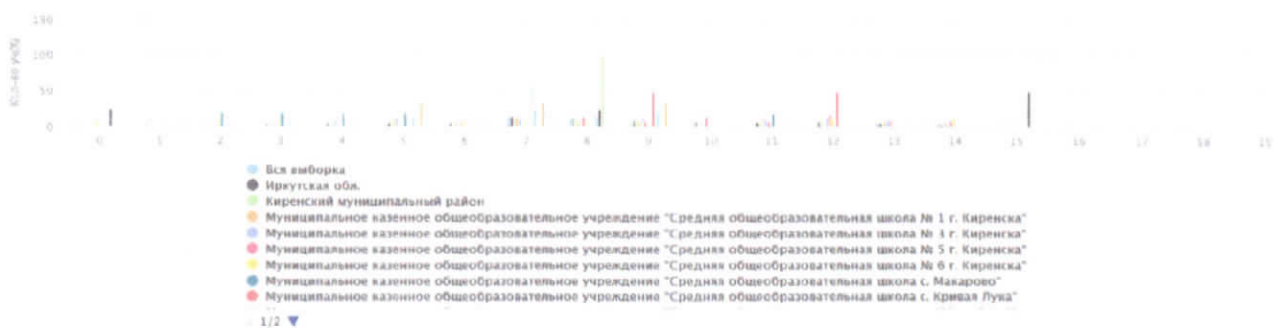 150
100
50
0
Кол-во уч(%)
0 1 2 3 4 5 6 7 8 9 10 11 12 13 14 15 16 17 18 19
Вся выборка
Иркутская обл.
Киренский муниципальный район
Муниципальное казенное общеобразовательное учреждение "Средняя общеобразовательная школа № 1 г. Киренска"
Муниципальное казенное общеобразовательное учреждение "Средняя общеобразовательная школа № 3 г. Киренска"
Муниципальное казенное общеобразовательное учреждение "Средняя общеобразовательная школа № 5 г. Киренска"
Муниципальное казенное общеобразовательное учреждение "Средняя общеобразовательная школа № 6 г. Киренска"
Муниципальное казенное общеобразовательное учреждение "Средняя общеобразовательная школа с. Макарово"
Муниципальное казенное общеобразовательное учреждение "Средняя общеобразовательная школа с. Кривая Лука"
1/2